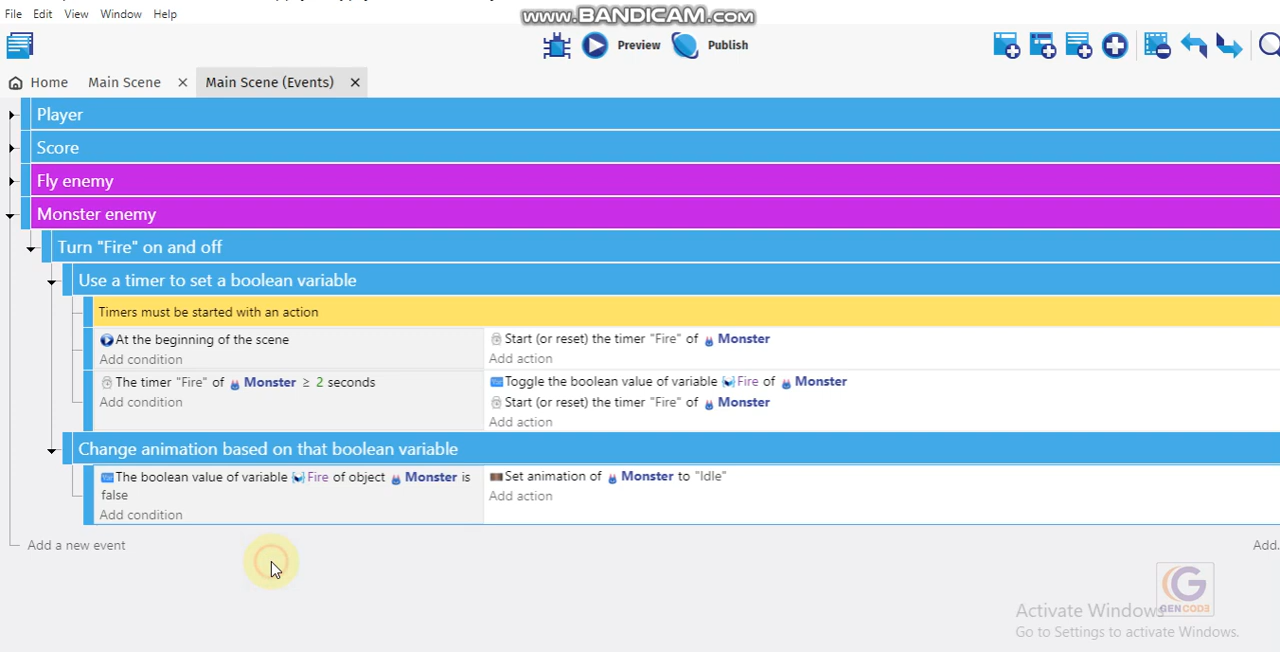 www.BANDICAM.com
File Edit View Window Help
Preview Publish
Home Main Scene × Main Scene (Events) ×
Player
Score
Fly enemy
Monster enemy
Turn "Fire" on and off
Use a timer to set a boolean variable
Timers must be started with an action
At the beginning of the scene
Add condition
Start (or reset) the timer "Fire" of Monster
Add action
The timer "Fire" of Monster ≥ 2 seconds
Add condition
Toggle the boolean value of variable Fire of Monster
Start (or reset) the timer "Fire" of Monster
Add action
Change animation based on that boolean variable
The boolean value of variable Fire of object Monster is
false
Add condition
Set animation of Monster to "Idle"
Add action
Add a new event
Add.
GENCODE
Activate Windows
Go to Settings to activate Windows.